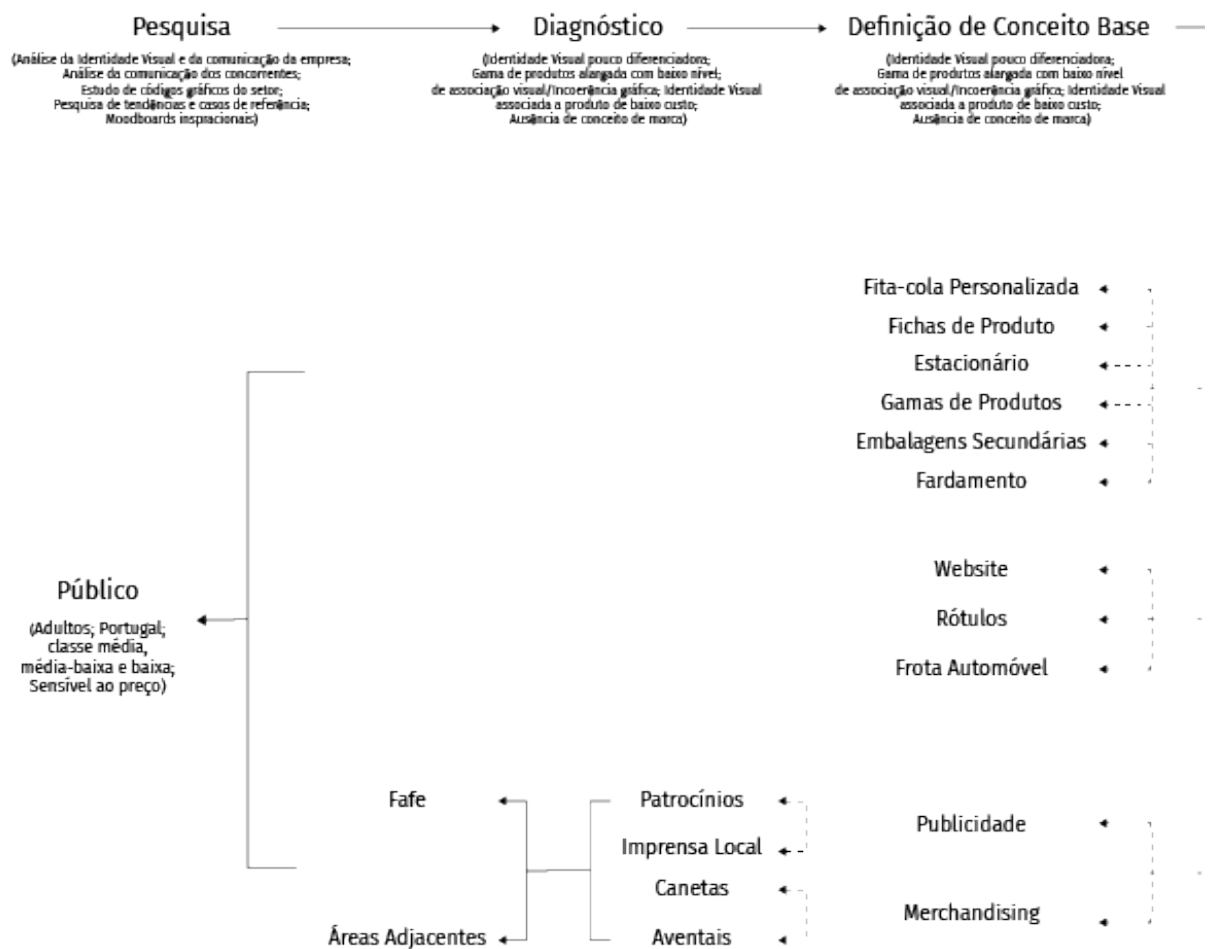 Pesquisa
(Análise da Identidade Visual e da comunicação da empresa;
Análise da comunicação dos concorrentes;
Estudo de códigos gráficos do setor;
Pesquisa de tendências e casos de referência;
Moodboards inspracionais)
Diagnóstico
(Identidade Visual pouco diferenciadora;
Gama de produtos alargada com baixo nível
de associação visual/Incoerência gráfica; Identidade Visual
associada a produto de baixo custo;
Ausência de conceito de marca)
Definição de Conceito Base
(Identidade Visual pouco diferenciadora;
Gama de produtos alargada com baixo nível
de associação visual/Incoerência gráfica; Identidade Visual
associada a produto de baixo custo;
Ausência de conceito de marca)
Fita-cola Personalizada
Fichas de Produto
Estacionário
Gamas de Produtos
Embalagens Secundárias
Fardamento
Website
Rótulos
Frota Automóvel
Público
(Adultos; Portugal;
classe média,
média-baixa e baixa;
Sensível ao preço)
Fafe
Áreas Adjacentes
Patrocínios
Imprensa Local
Canetas
Aventais
Publicidade
Merchandising